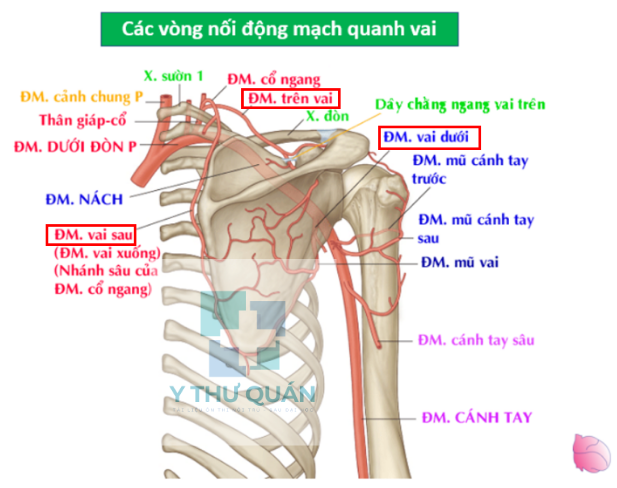 Các vòng nối động mạch quanh vai
X. sườn 1
ĐM. cổ ngang
ĐM. cảnh chung P
ĐM. trên vai
Dây chằng ngang vai trên
Thân giáp-cổ
X. đòn
ĐM. DƯỚI ĐÒN P
ĐM. vai dưới
ĐM. mũ cánh tay
trước
ĐM. NÁCH
ĐM. mũ cánh tay
sau
ĐM. vai sau
(ĐM. vai xuống)
(Nhánh sâu của
ĐM. cổ ngang)
ĐM. mũ vai
ĐM. cánh tay sâu
Y THƯ QUÁN
ĐM. CÁNH TAY